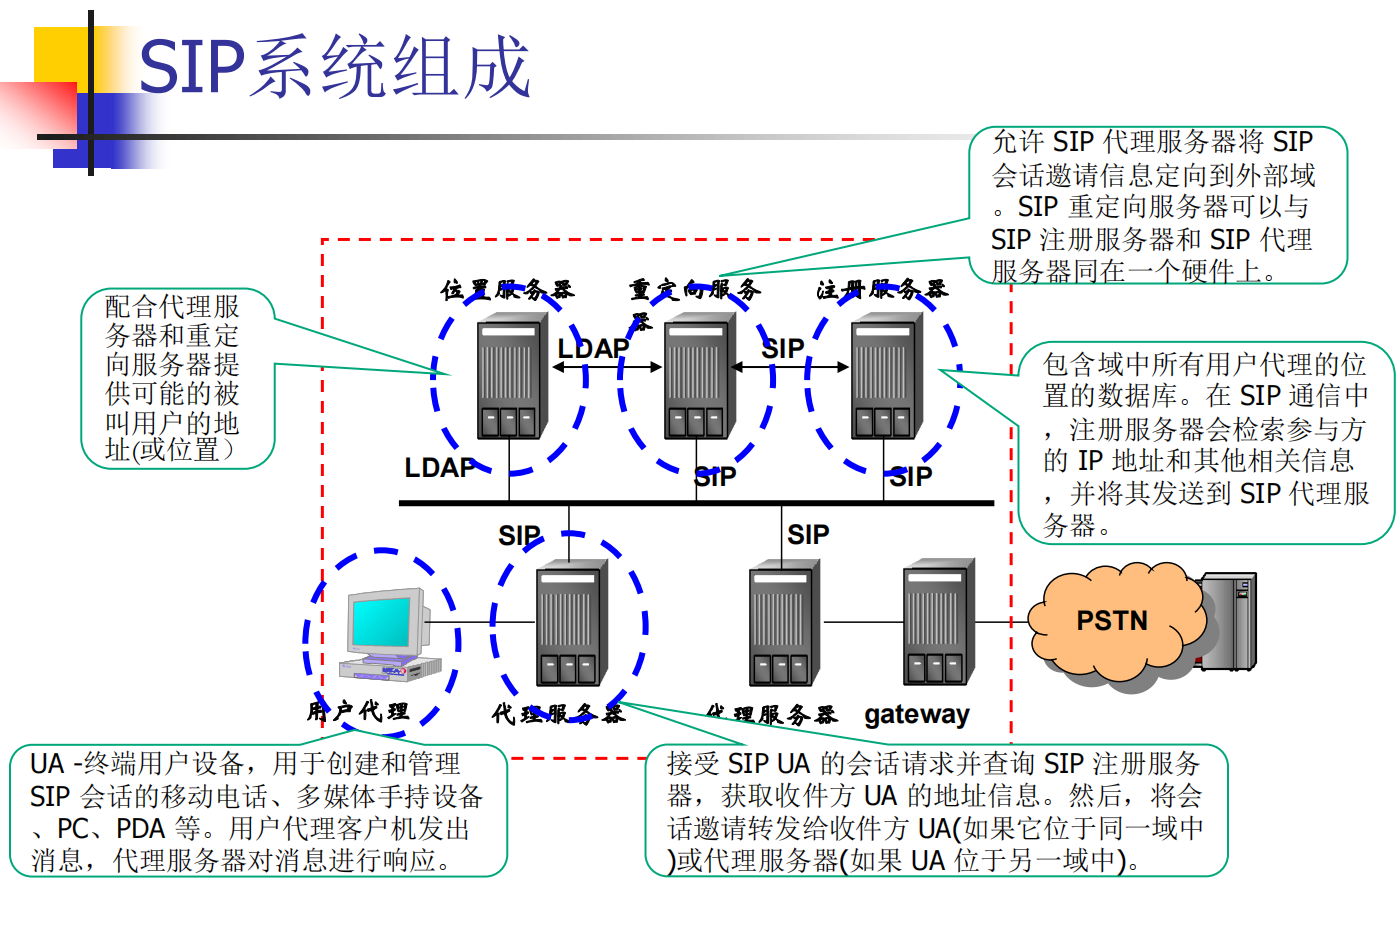 SIP系统组成
允许 SIP 代理服务器将 SIP
会话邀请信息定向到外部域
。SIP 重定向服务器可以与
SIP 注册服务器和 SIP 代理
服务器同在一个硬件上。
位置服务器
重定向服务
器
注册服务器
配合代理服
务器和重定
向服务器提
供可能的被
叫用户的地
址(或位置）
LDAP
SIP
包含域中所有用户代理的位
置的数据库。在 SIP 通信中
，注册服务器会检索参与方
的 IP 地址和其他相关信息
，并将其发送到 SIP 代理服
务器。
LDAP
SIP
SIP
SIP
SIP
PSTN
用户代理
代理服务器
代理服务器
gateway
UA -终端用户设备，用于创建和管理
SIP 会话的移动电话、多媒体手持设备
、PC、PDA 等。用户代理客户机发出
消息，代理服务器对消息进行响应。
接受 SIP UA 的会话请求并查询 SIP 注册服务
器，获取收件方 UA 的地址信息。然后，将会
话邀请转发给收件方 UA(如果它位于同一域中
)或代理服务器(如果 UA 位于另一域中)。